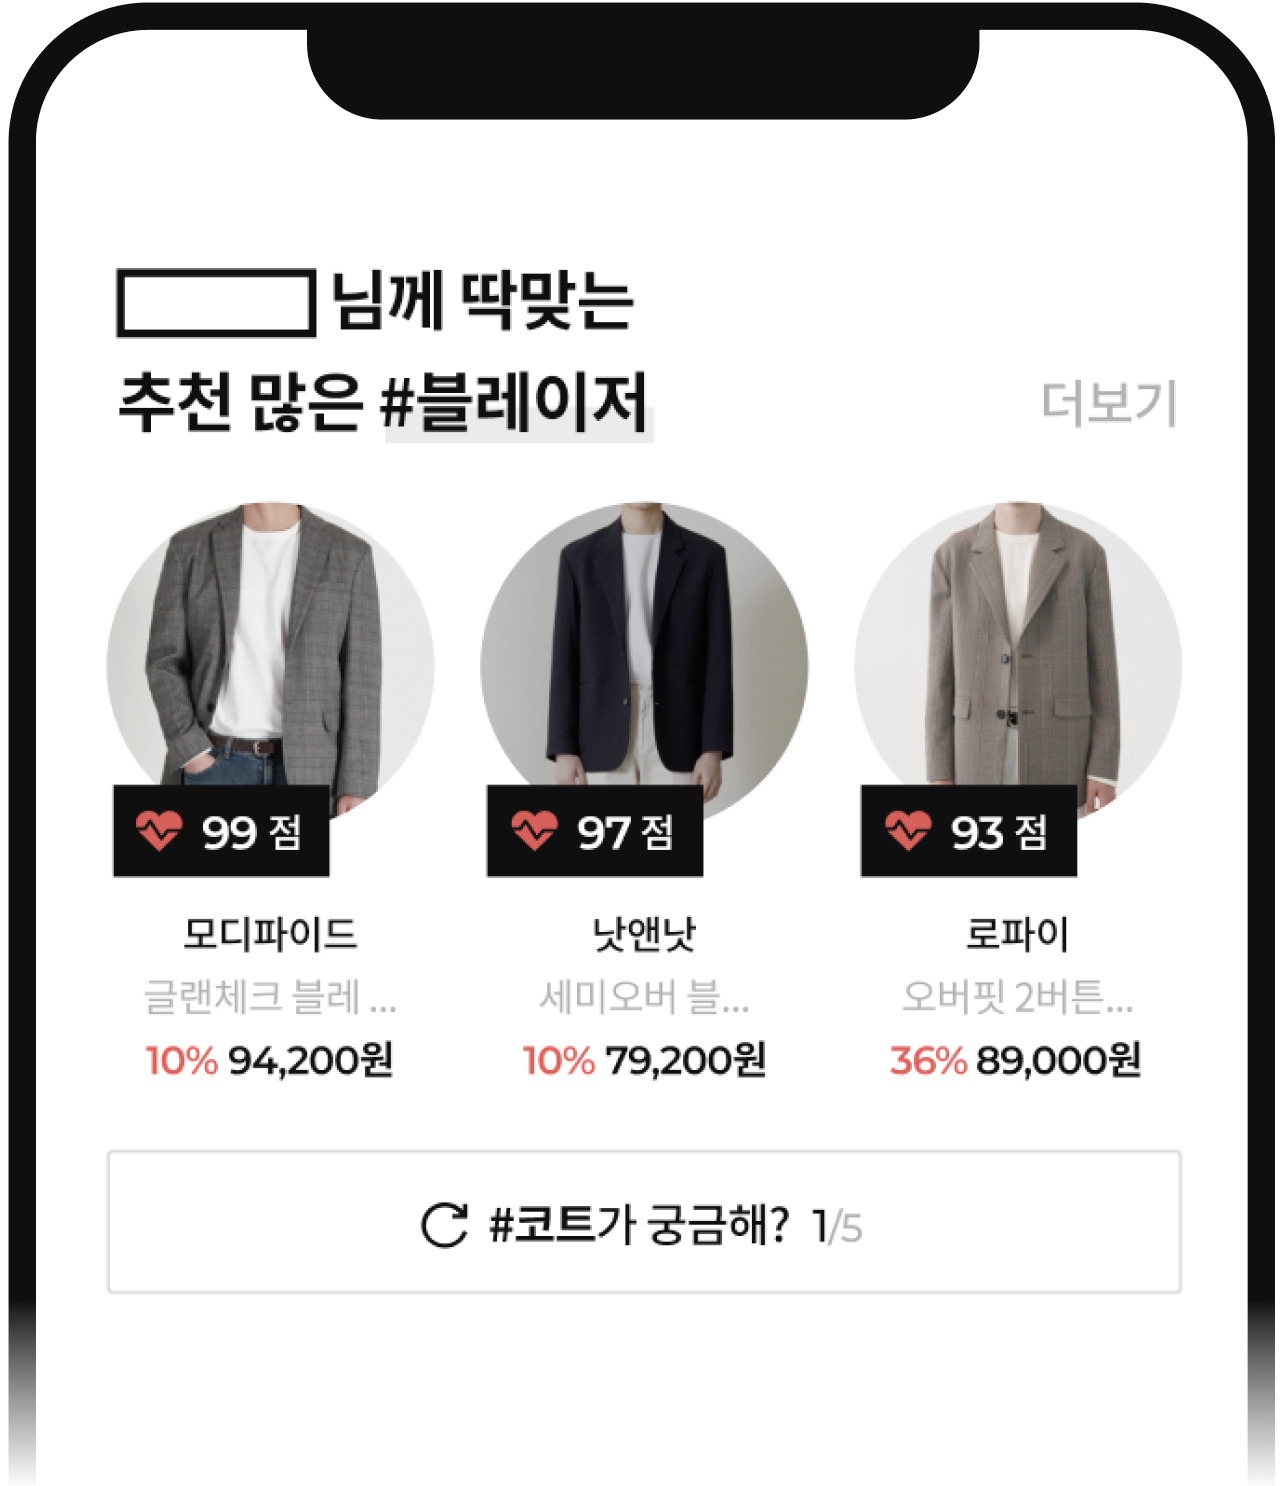 님께 딱맞는
추천 많은 #블레이저
더보기
99 점
97 점
93 점
모디파이드
낫앤낫
로파이
글랜체크 블레 ...
세미오버 블...
오버핏 2버튼...
10% 94,200원
10% 79,200원
36% 89,000원
#코트가 궁금해? 1/5